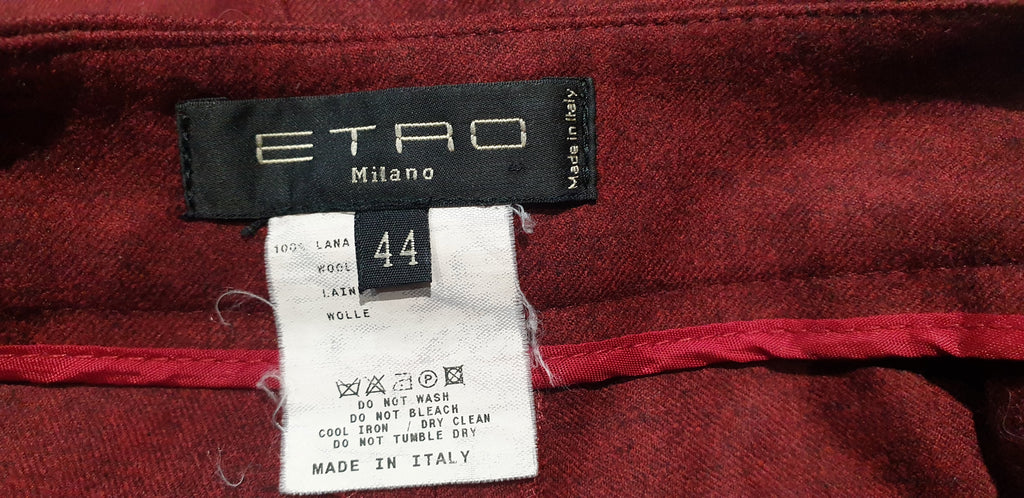 ETRO
Milano
Made in Italy
44
100% LANA
WOOL
LAIN
WOLLE
P
DO NOT WASH
DO NOT BLEACH
COOL IRON / DRY CLEAN
DO NOT TUMBLE DRY
MADE IN ITALY